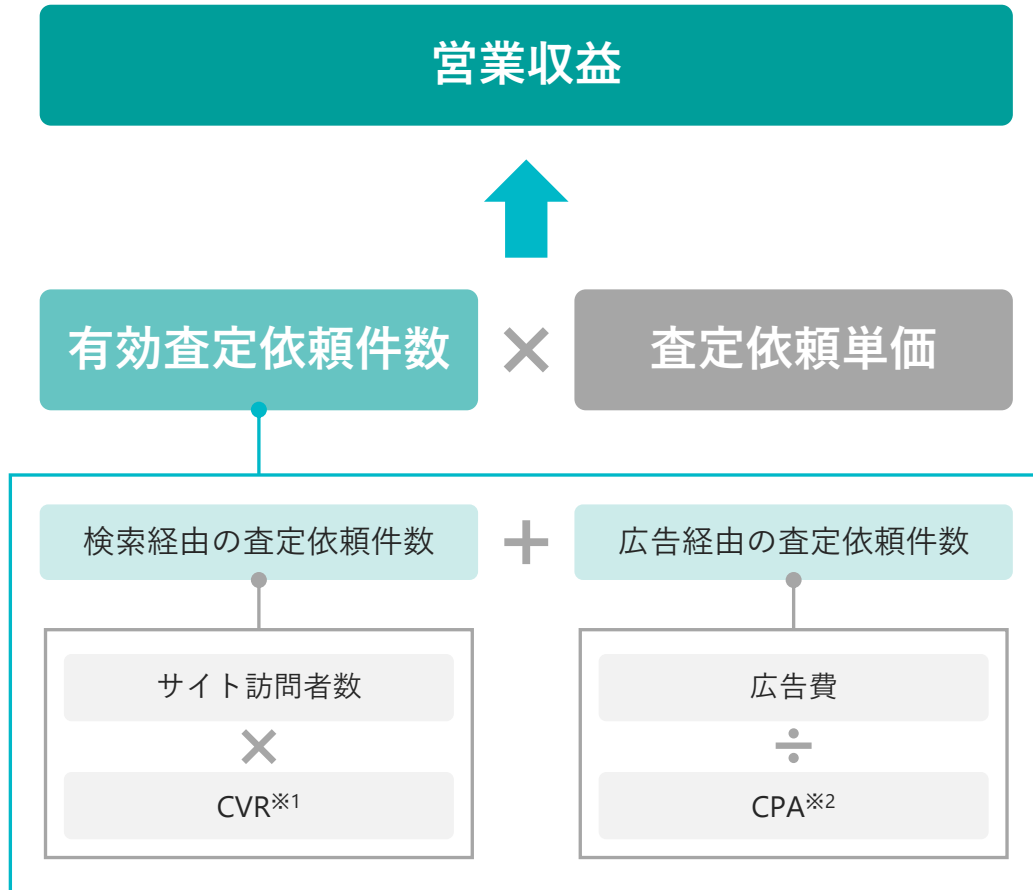 営業収益
有効査定依頼件数 × 査定依頼単価
検索経由の査定依頼件数 + 広告経由の査定依頼件数
サイト訪問者数
×
CVR※1
広告費
÷
CPA※2